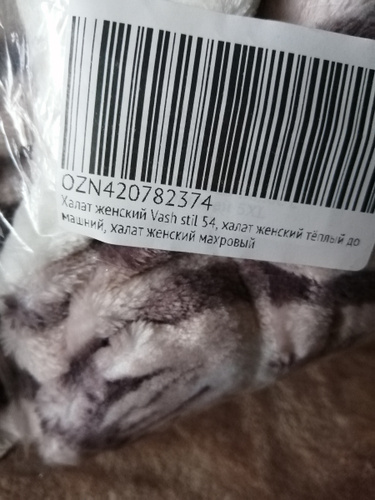 OZN420782374
Халат женский Vash stil 54, халат женский тёплый до
машний, халат женский махровый